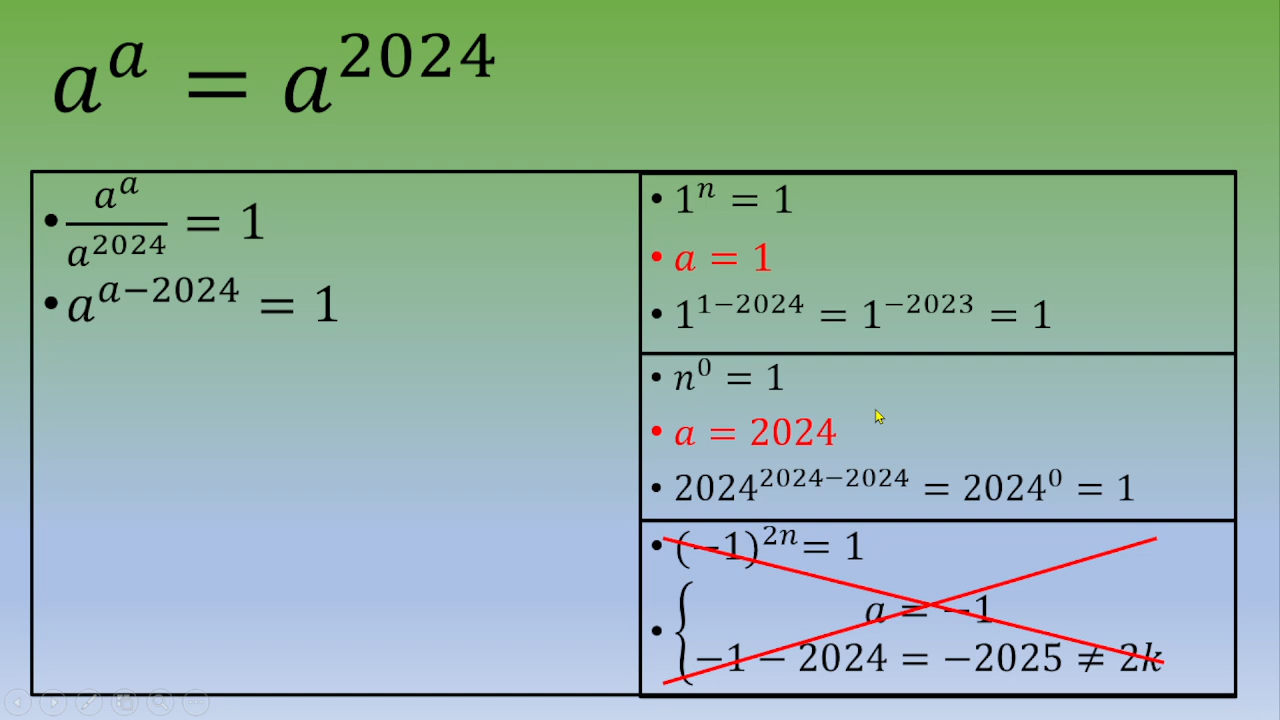 a^a = a^2024
• a^a / a^2024 = 1
• a^(a−2024) = 1
• 1^n = 1
• a = 1
• 1^(1−2024) = 1^(−2023) = 1
• n^0 = 1
• a = 2024
• 2024^(2024−2024) = 2024^0 = 1
• (−1)^(2n) = 1
• { a = −1
−1 − 2024 = −2025 ≠ 2k